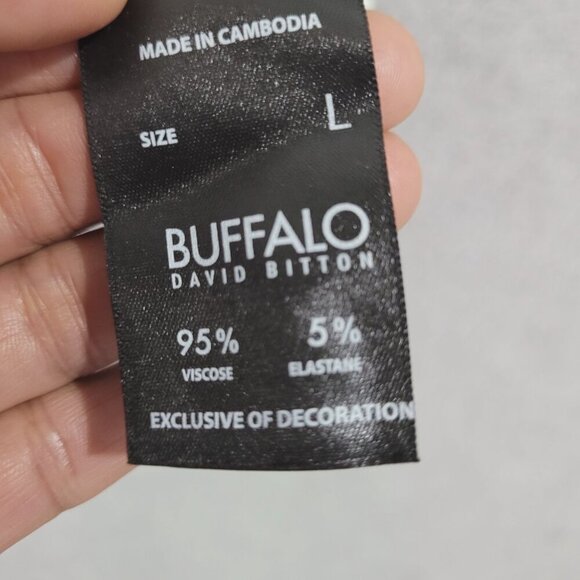 MADE IN CAMBODIA
SIZE L
BUFFALO
DAVID BITTON
95% 5%
VISCOSE ELASTANE
EXCLUSIVE OF DECORATION